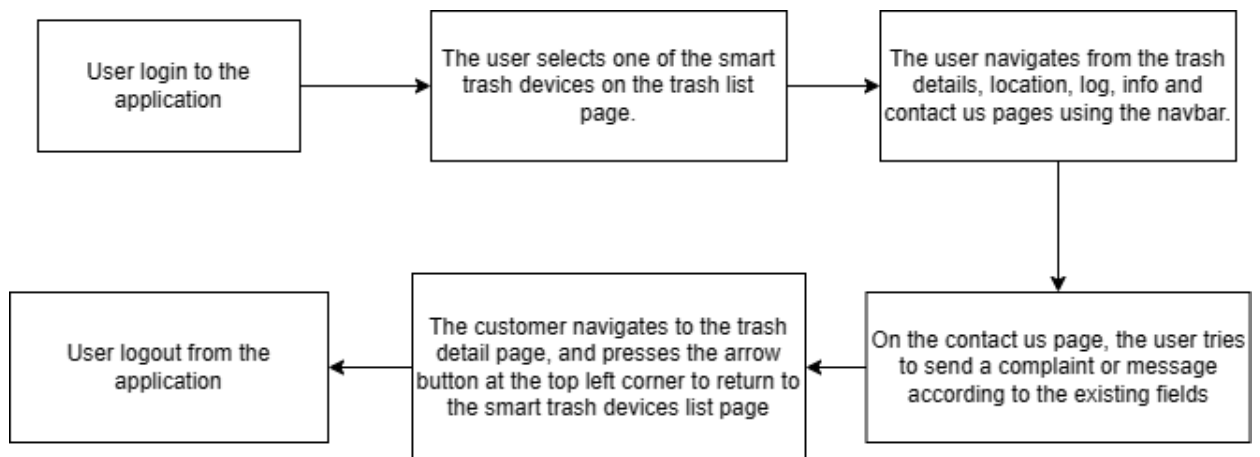 User login to the
application
The user selects one of the smart
trash devices on the trash list
page.
The user navigates from the trash
details, location, log, info and
contact us pages using the navbar.
On the contact us page, the user tries
to send a complaint or message
according to the existing fields
The customer navigates to the trash
detail page, and presses the arrow
button at the top left corner to return to
the smart trash devices list page
User logout from the
application